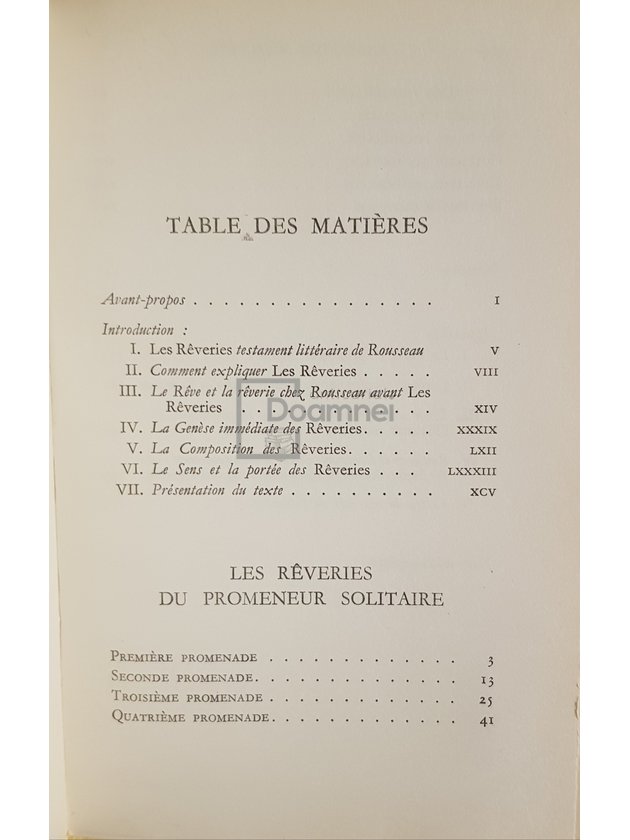 TABLE DES MATIÈRES
Avant-propos . . . . . . . . . . . . . . . . I
Introduction :
I. Les Rêveries testament littéraire de Rousseau V
II. Comment expliquer Les Rêveries . . . . . VIII
III. Le Rêve et la rêverie chez Rousseau avant Les
Rêveries . . . . . . . . . . . . . XIV
IV. La Genèse immédiate des Rêveries. . . . . XXXIX
V. La Composition des Rêveries. . . . . . LXII
VI. Le Sens et la portée des Rêveries . . . LXXXIII
VII. Présentation du texte . . . . . . . . . . XCV
Doamnei
LES RÊVERIES
DU PROMENEUR SOLITAIRE
PREMIÈRE PROMENADE . . . . . . . . . . . . . 3
SECONDE PROMENADE. . . . . . . . . . . . . . 13
TROISIÈME PROMENADE . . . . . . . . . . . . . 25
QUATRIÈME PROMENADE. . . . . . . . . . . . . 41